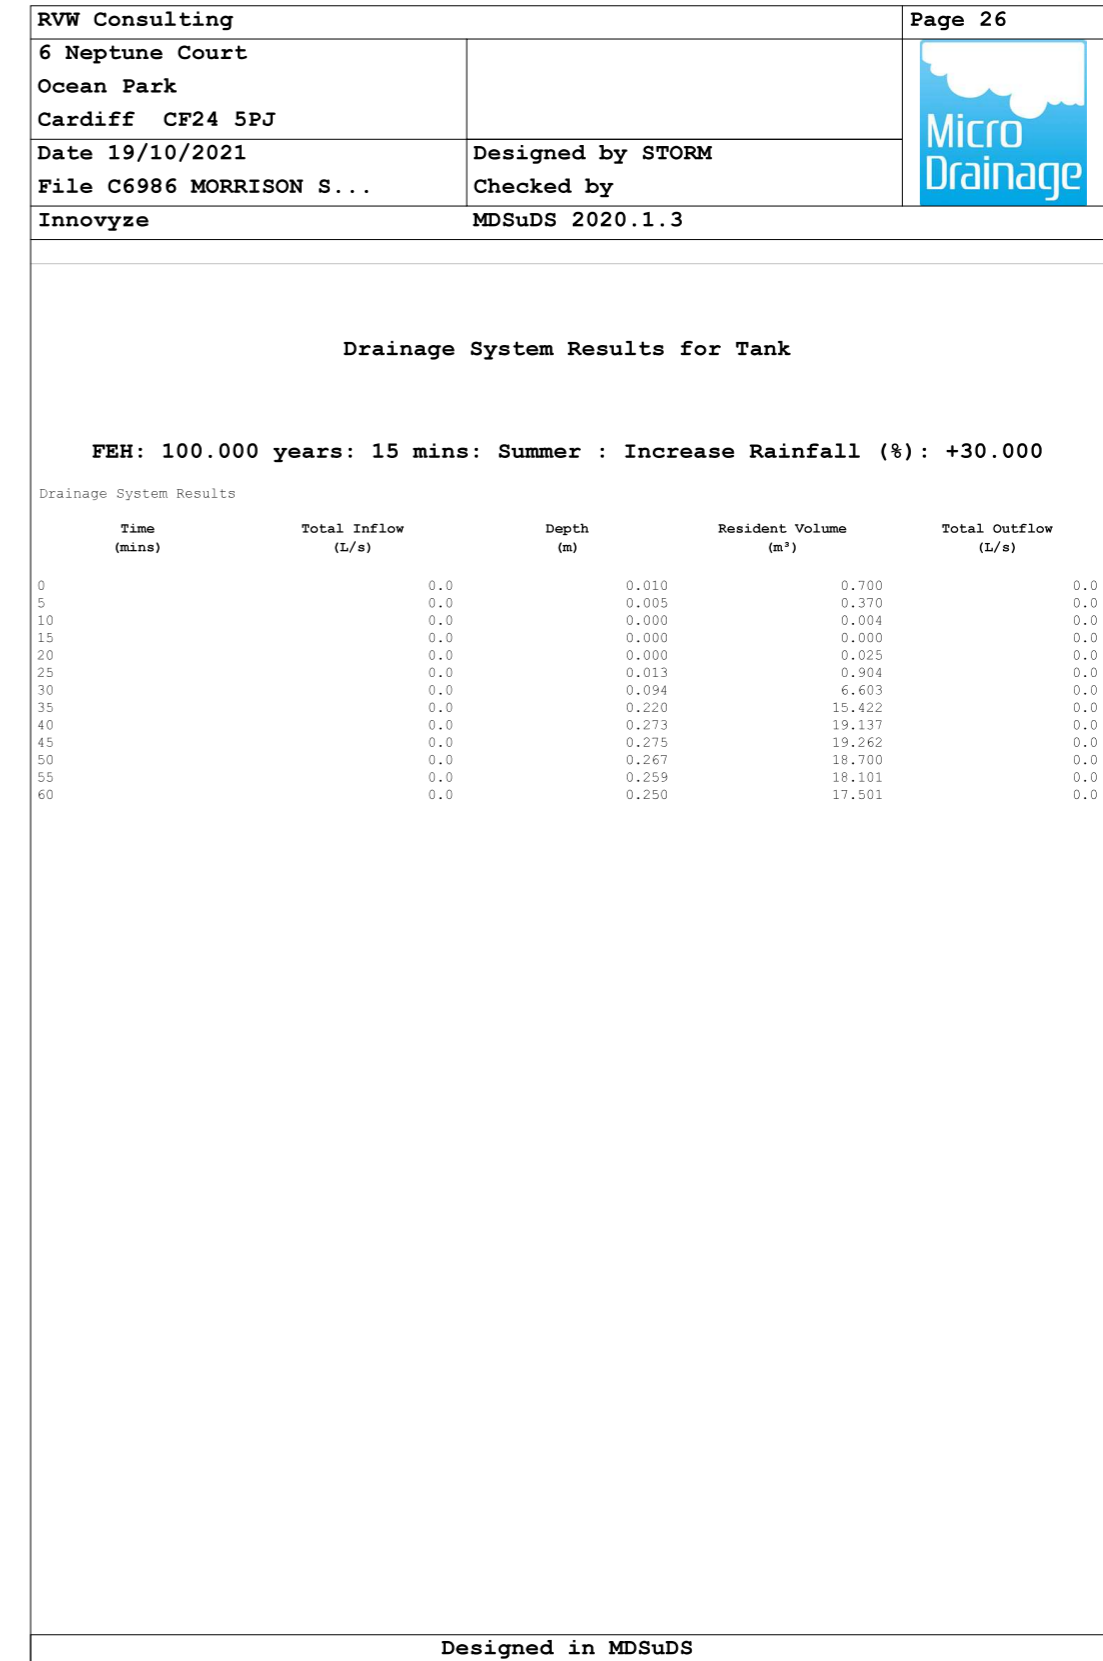 RVW Consulting Page 26
6 Neptune Court
Ocean Park
Cardiff CF24 5PJ
Micro
Drainage
Date 19/10/2021 Designed by STORM
File C6986 MORRISON S... Checked by
Innovyze MDSuDS 2020.1.3
Drainage System Results for Tank
FEH: 100.000 years: 15 mins: Summer : Increase Rainfall (%): +30.000
Drainage System Results
Time Total Inflow Depth Resident Volume Total Outflow
(mins) (L/s) (m) (m³) (L/s)
0 0.0 0.010 0.700 0.0
5 0.0 0.005 0.370 0.0
10 0.0 0.000 0.004 0.0
15 0.0 0.000 0.000 0.0
20 0.0 0.000 0.025 0.0
25 0.0 0.013 0.904 0.0
30 0.0 0.094 6.603 0.0
35 0.0 0.220 15.422 0.0
40 0.0 0.273 19.137 0.0
45 0.0 0.275 19.262 0.0
50 0.0 0.267 18.700 0.0
55 0.0 0.259 18.101 0.0
60 0.0 0.250 17.501 0.0
Designed in MDSuDS